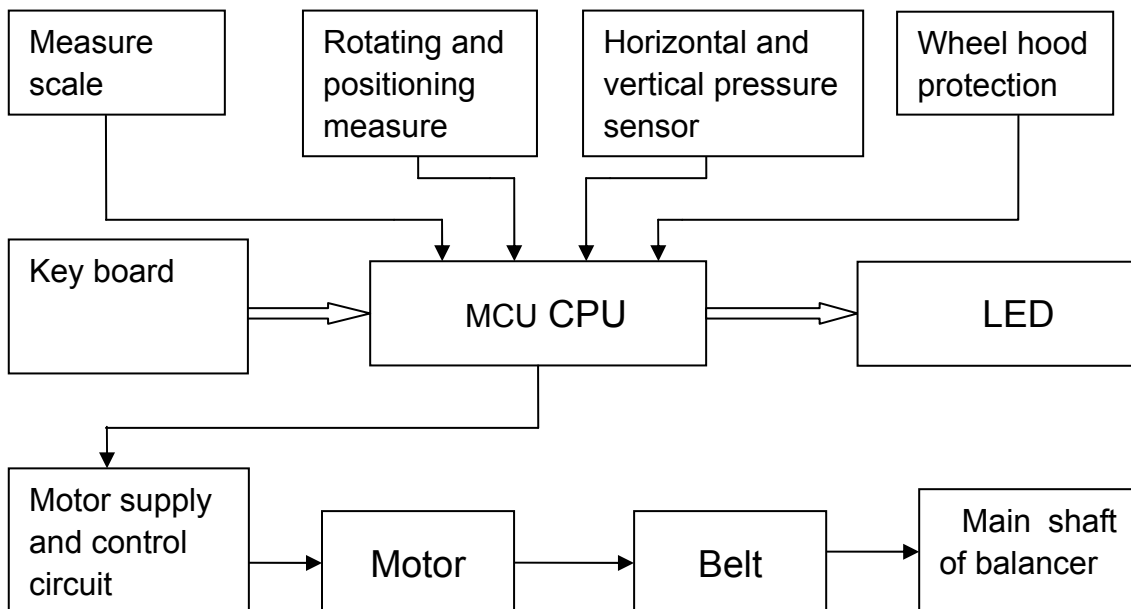 Measure
scale
Rotating and
positioning
measure
Horizontal and
vertical pressure
sensor
Wheel hood
protection
Key board
MCU CPU
LED
Motor supply
and control
circuit
Motor
Belt
Main shaft
of balancer